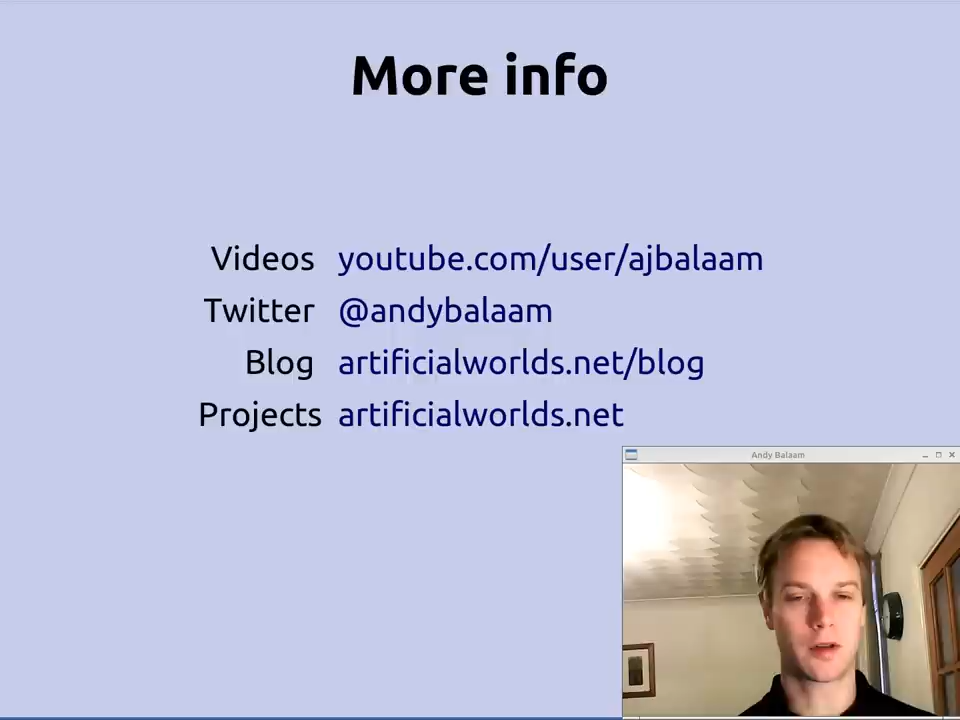 More info
Videos youtube.com/user/ajbalaam
Twitter @andybalaam
Blog artificialworlds.net/blog
Projects artificialworlds.net
Andy Balaam